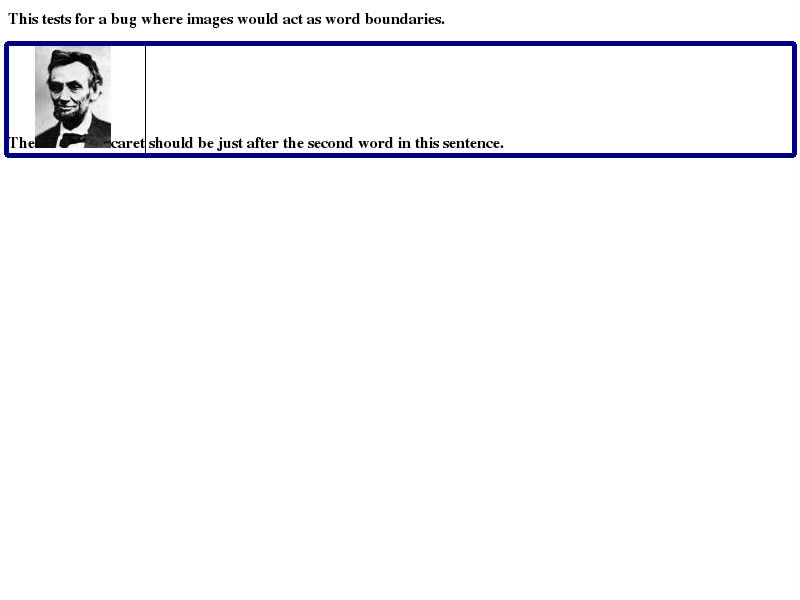 This tests for a bug where images would act as word boundaries.
The caret should be just after the second word in this sentence.